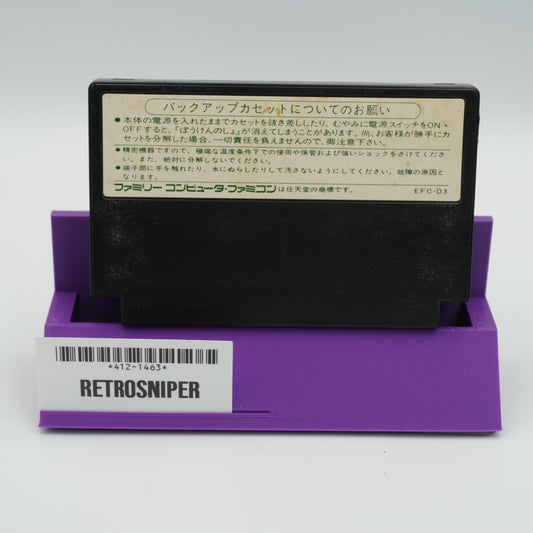 バックアップカセットについてのお願い
●本体の電源を入れたままでカセットを抜き差ししたり、むやみに電源スイッチをON・
OFFすると、『ぼうけんのしょ』が消えてしまうことがあります。尚、お客様が勝手にカ
セットを分解した場合、一切責任を負えませんので、御注意下さい。
●精密機器ですので、極端な温度条件下での使用や保管および強いショックをさけてくださ
い。また、絶対に分解しないでください。
●端子部に手を触れたり、水にぬらしたりして汚さないようにしてください。故障の原因と
なります。
ファミリー コンピュータ・ファミコンは任天堂の商標です。 EFC-D3
*412-1463*
RETROSNIPER